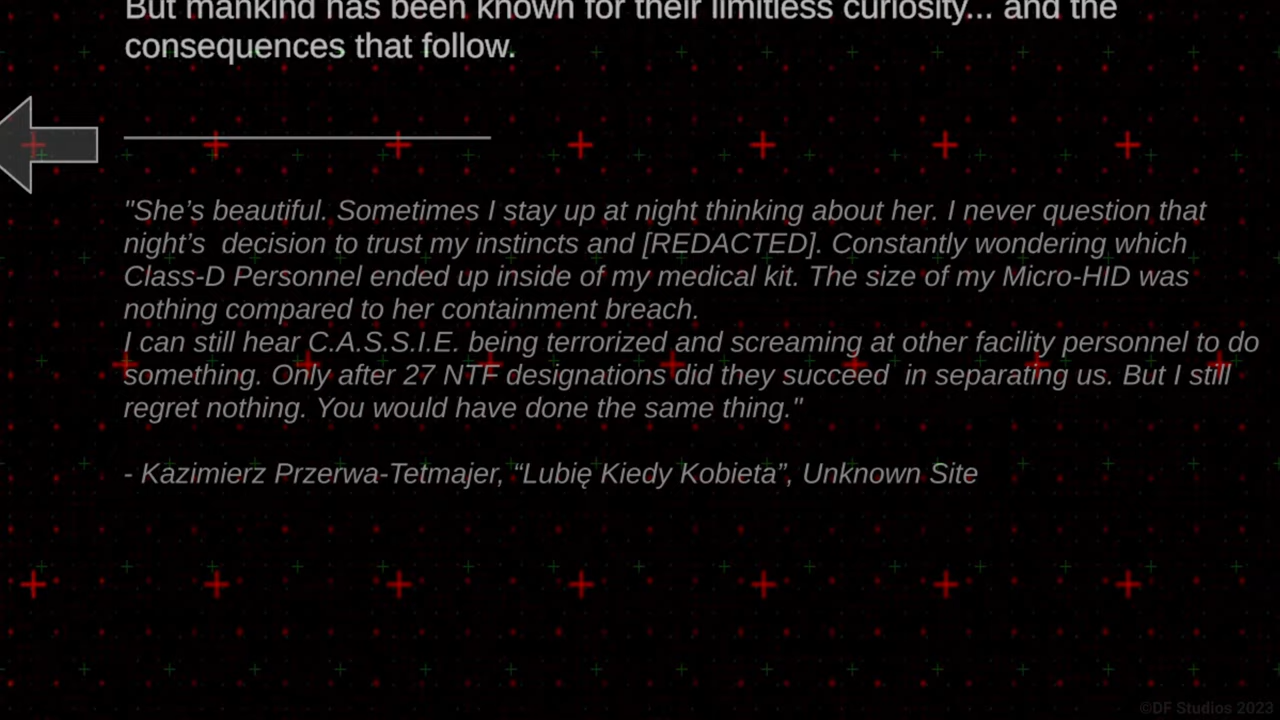 But mankind has been known for their limitless curiosity... and the
consequences that follow.
"She’s beautiful. Sometimes I stay up at night thinking about her. I never question that
night’s  decision to trust my instincts and [REDACTED]. Constantly wondering which
Class-D Personnel ended up inside of my medical kit. The size of my Micro-HID was
nothing compared to her containment breach.
I can still hear C.A.S.S.I.E. being terrorized and screaming at other facility personnel to do
something. Only after 27 NTF designations did they succeed  in separating us. But I still
regret nothing. You would have done the same thing."
- Kazimierz Przerwa-Tetmajer, “Lubię Kiedy Kobieta”, Unknown Site
©DF Studios 2023